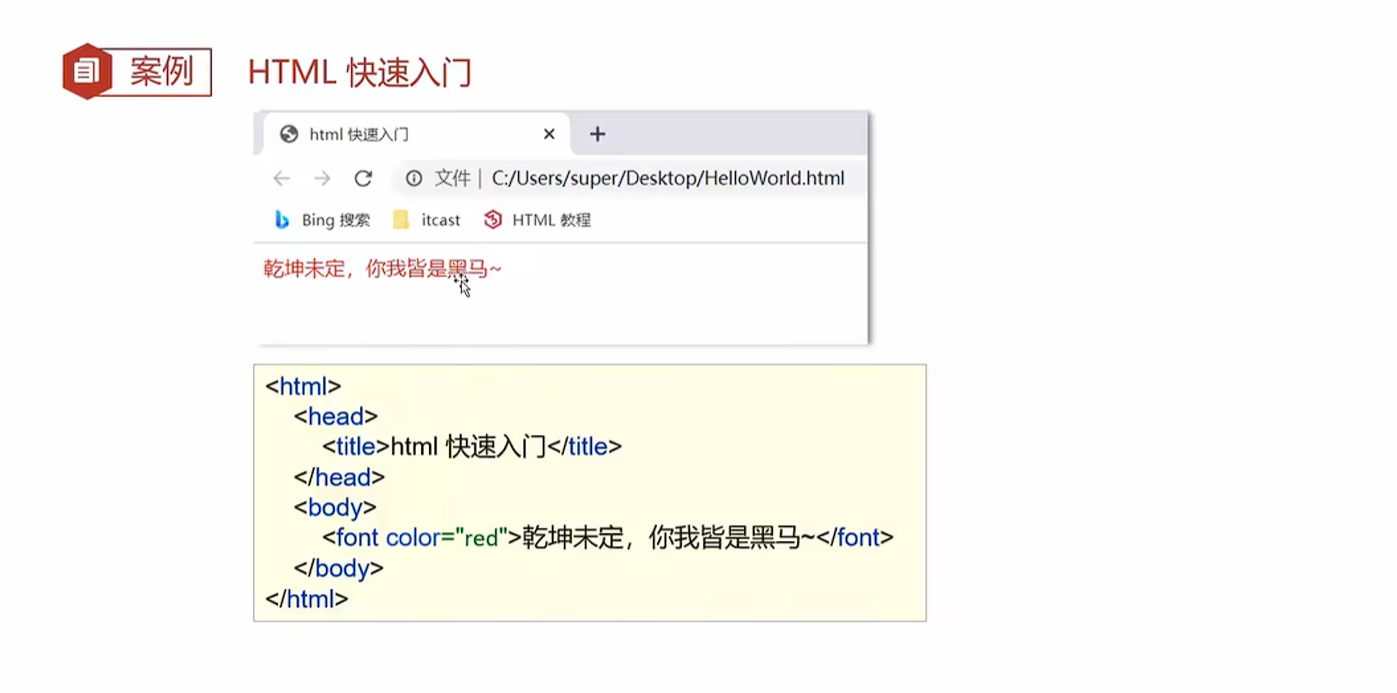 案例 HTML 快速入门
html 快速入门
文件 | C:/Users/super/Desktop/HelloWorld.html
Bing 搜索 itcast HTML 教程
乾坤未定，你我皆是黑马~
<html>
<head>
<title>html 快速入门</title>
</head>
<body>
<font color="red">乾坤未定，你我皆是黑马~</font>
</body>
</html>